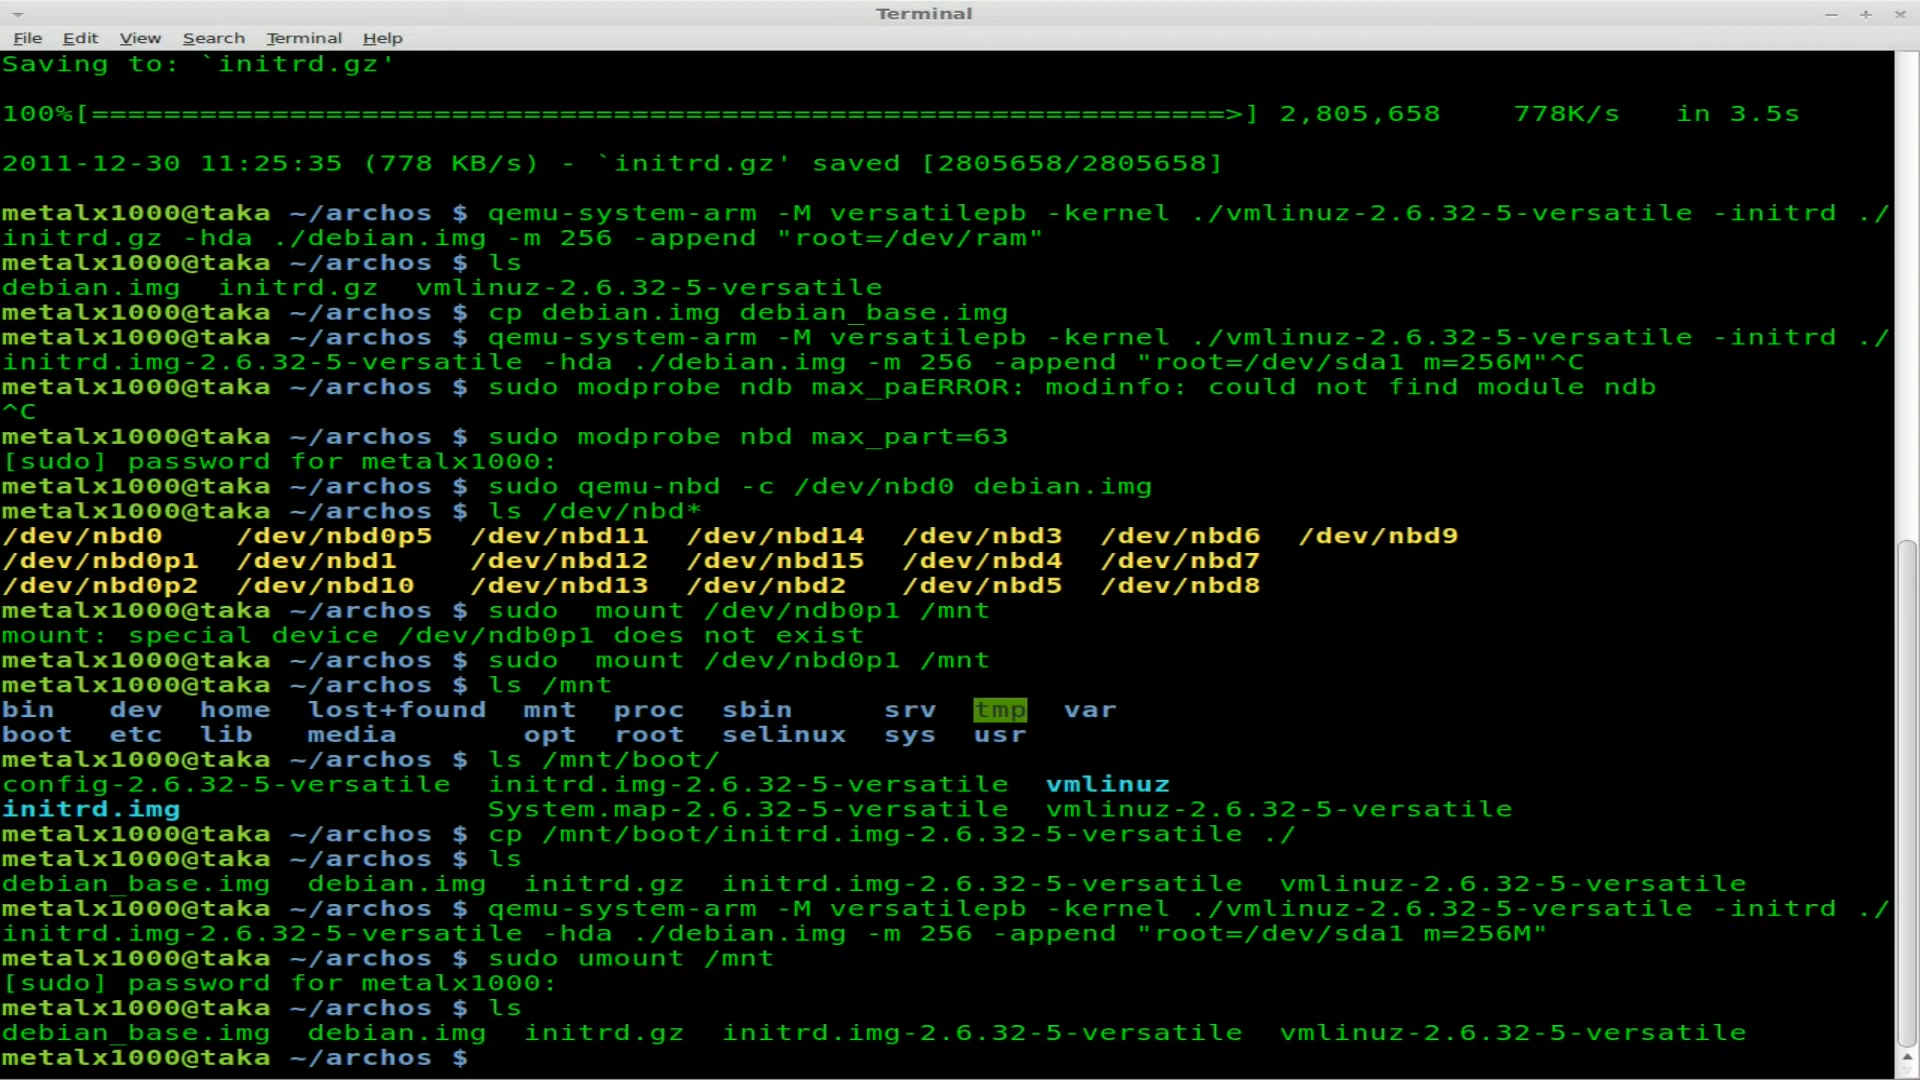 Terminal
File Edit View Search Terminal Help
Saving to: `initrd.gz'
100%[===============================================================>] 2,805,658    778K/s   in 3.5s
2011-12-30 11:25:35 (778 KB/s) - `initrd.gz' saved [2805658/2805658]
metalx1000@taka ~/archos $ qemu-system-arm -M versatilepb -kernel ./vmlinuz-2.6.32-5-versatile -initrd ./
initrd.gz -hda ./debian.img -m 256 -append "root=/dev/ram"
metalx1000@taka ~/archos $ ls
debian.img  initrd.gz  vmlinuz-2.6.32-5-versatile
metalx1000@taka ~/archos $ cp debian.img debian_base.img
metalx1000@taka ~/archos $ qemu-system-arm -M versatilepb -kernel ./vmlinuz-2.6.32-5-versatile -initrd ./
initrd.img-2.6.32-5-versatile -hda ./debian.img -m 256 -append "root=/dev/sda1 m=256M"^C
metalx1000@taka ~/archos $ sudo modprobe ndb max_paERROR: modinfo: could not find module ndb
^C
metalx1000@taka ~/archos $ sudo modprobe nbd max_part=63
[sudo] password for metalx1000:
metalx1000@taka ~/archos $ sudo qemu-nbd -c /dev/nbd0 debian.img
metalx1000@taka ~/archos $ ls /dev/nbd*
/dev/nbd0    /dev/nbd0p5  /dev/nbd11  /dev/nbd14  /dev/nbd3  /dev/nbd6  /dev/nbd9
/dev/nbd0p1  /dev/nbd1    /dev/nbd12  /dev/nbd15  /dev/nbd4  /dev/nbd7
/dev/nbd0p2  /dev/nbd10   /dev/nbd13  /dev/nbd2   /dev/nbd5  /dev/nbd8
metalx1000@taka ~/archos $ sudo  mount /dev/ndb0p1 /mnt
mount: special device /dev/ndb0p1 does not exist
metalx1000@taka ~/archos $ sudo  mount /dev/nbd0p1 /mnt
metalx1000@taka ~/archos $ ls /mnt
bin   dev  home  lost+found  mnt  proc  sbin     srv  tmp  var
boot  etc  lib   media       opt  root  selinux  sys  usr
metalx1000@taka ~/archos $ ls /mnt/boot/
config-2.6.32-5-versatile  initrd.img-2.6.32-5-versatile  vmlinuz
initrd.img                 System.map-2.6.32-5-versatile  vmlinuz-2.6.32-5-versatile
metalx1000@taka ~/archos $ cp /mnt/boot/initrd.img-2.6.32-5-versatile ./
metalx1000@taka ~/archos $ ls
debian_base.img  debian.img  initrd.gz  initrd.img-2.6.32-5-versatile  vmlinuz-2.6.32-5-versatile
metalx1000@taka ~/archos $ qemu-system-arm -M versatilepb -kernel ./vmlinuz-2.6.32-5-versatile -initrd ./
initrd.img-2.6.32-5-versatile -hda ./debian.img -m 256 -append "root=/dev/sda1 m=256M"
metalx1000@taka ~/archos $ sudo umount /mnt
[sudo] password for metalx1000:
metalx1000@taka ~/archos $ ls
debian_base.img  debian.img  initrd.gz  initrd.img-2.6.32-5-versatile  vmlinuz-2.6.32-5-versatile
metalx1000@taka ~/archos $